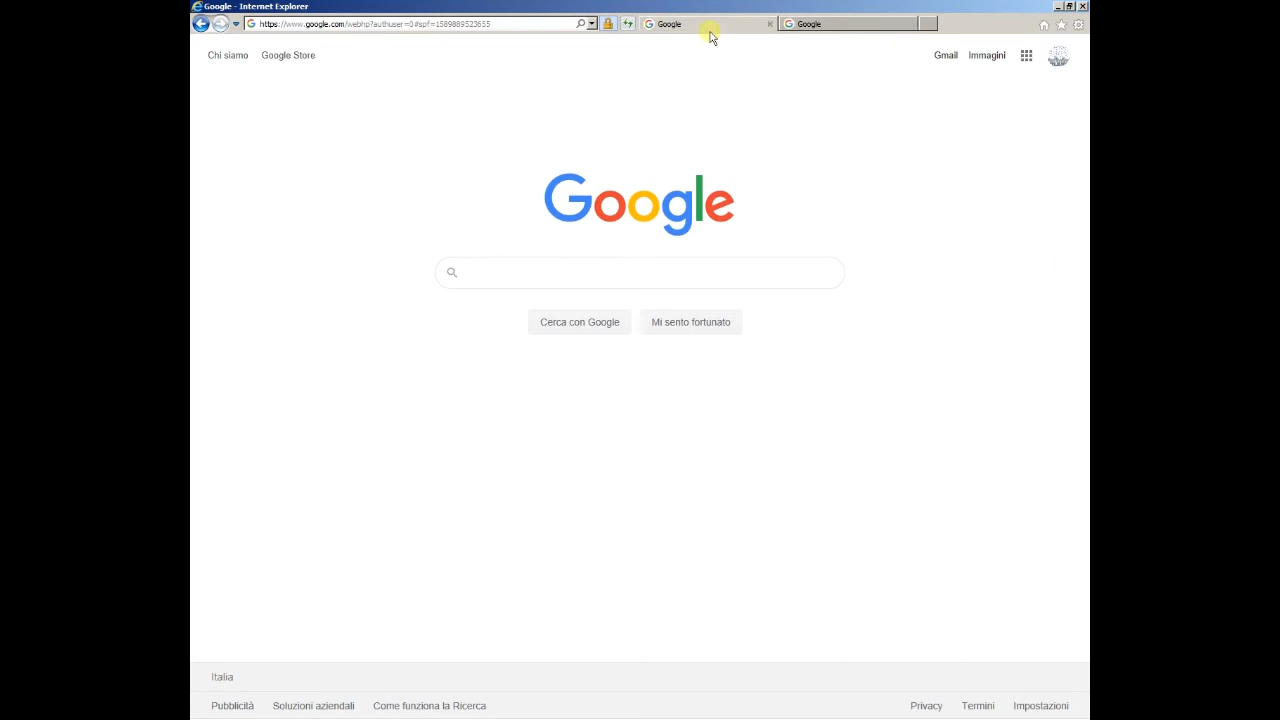 Google - Internet Explorer
https://www.google.com/webhp?authuser=0#spf=1589889523655
Google
Google
Chi siamo
Google Store
Gmail
Immagini
Google
Cerca con Google
Mi sento fortunato
Italia
Pubblicità
Soluzioni aziendali
Come funziona la Ricerca
Privacy
Termini
Impostazioni